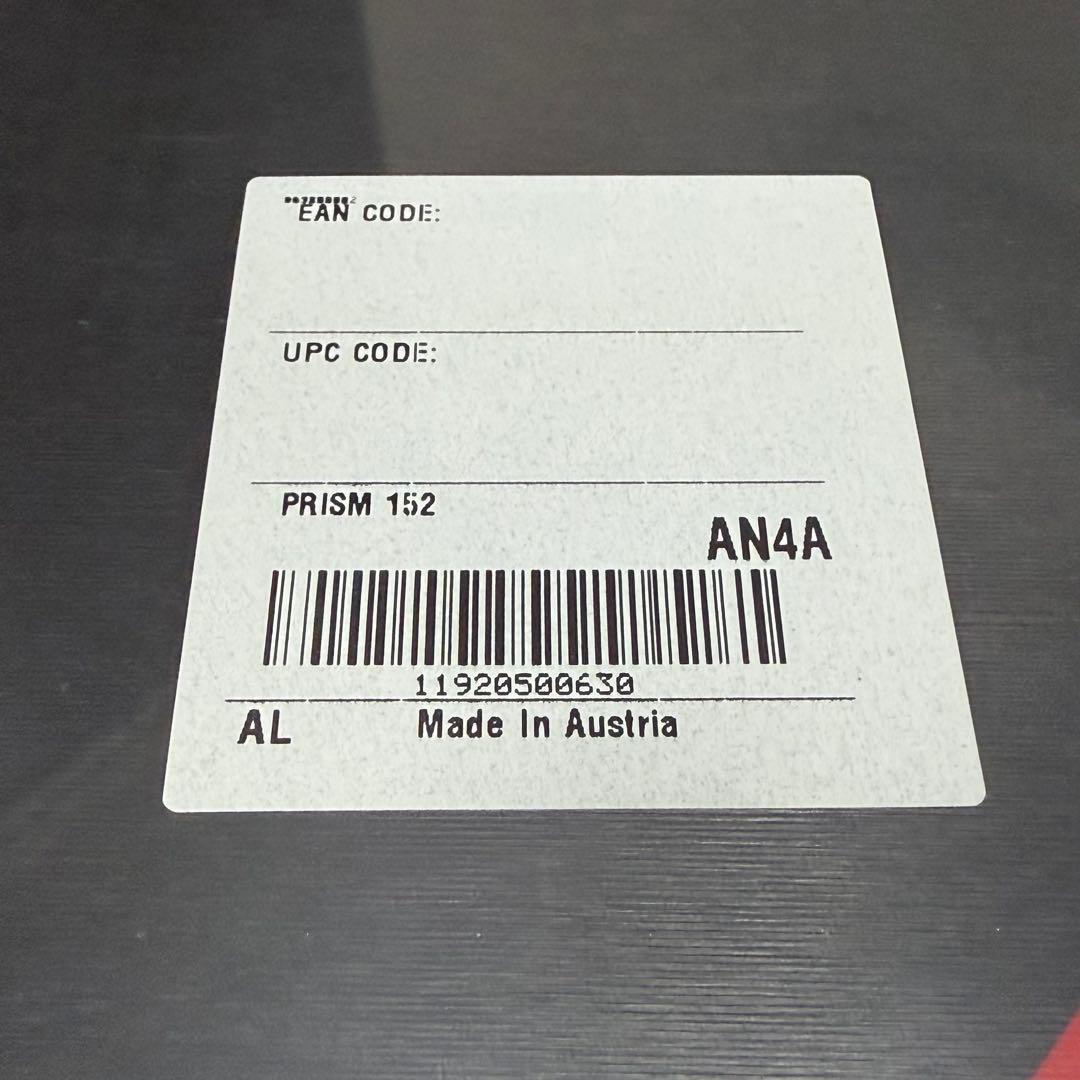 EAN CODE:
UPC CODE:
PRISM 152
AN4A
11920500630
AL Made In Austria